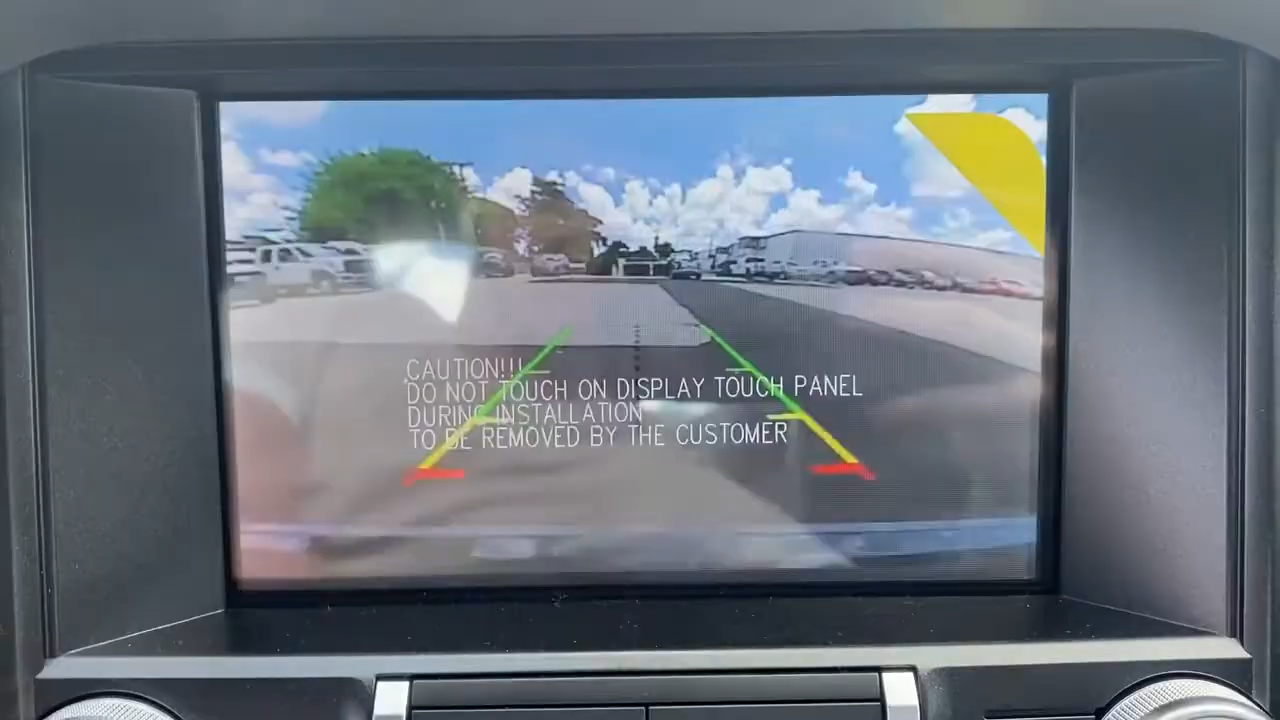 CAUTION!!!
DO NOT TOUCH ON DISPLAY TOUCH PANEL
DURING INSTALLATION
TO BE REMOVED BY THE CUSTOMER